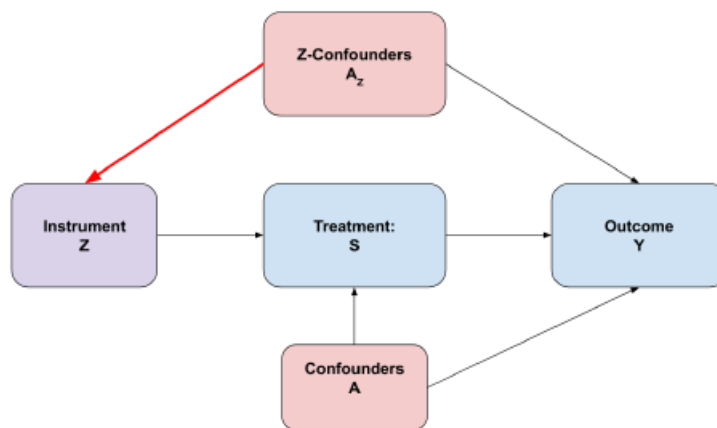 Z-Confounders
A_Z
Instrument
Z
Treatment:
S
Outcome
Y
Confounders
A